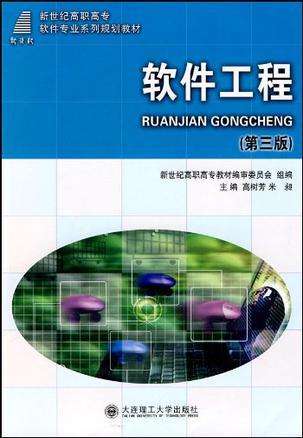 新世纪高职高专
软件专业系列规划教材
新世纪
软件工程
RUANJIAN GONGCHENG
(第三版)
新世纪高职高专教材编审委员会 组编
主编 高树芳 米 昶
大连理工大学出版社